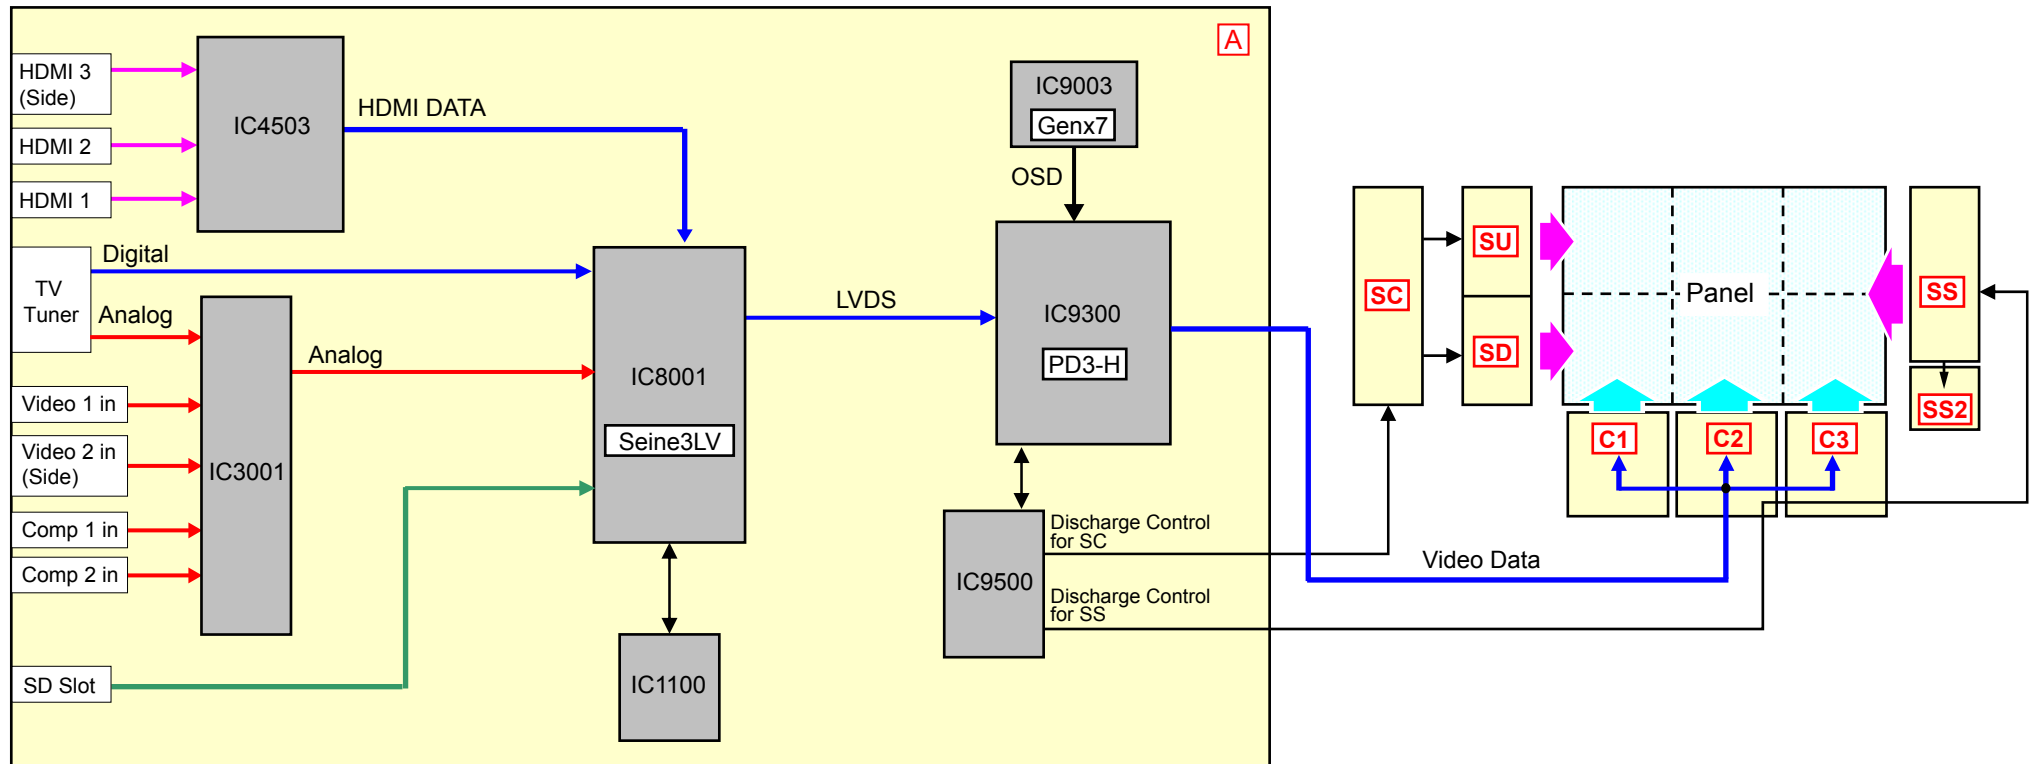 A
HDMI 3
(Side)
HDMI 2
HDMI 1
IC4503
HDMI DATA
IC9003
Genx7
OSD
TV
Tuner
Digital
Analog
Analog
Video 1 in
Video 2 in
(Side)
Comp 1 in
Comp 2 in
IC3001
SD Slot
IC8001
Seine3LV
LVDS
IC9300
PD3-H
IC1100
IC9500
Discharge Control
for SC
Discharge Control
for SS
Video Data
SC
SU
SD
Panel
SS
SS2
C1
C2
C3